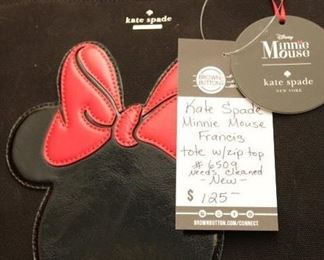 kate spade
BROWN
BUTTON
Kate Spade
Minnie Mouse
Francis
tote w/zip top
#6509
needs cleaned
-New-
$ 125-
BROWNBUTTON.COM/CONNECT
Disney
Minnie
Mouse
kate spade
NEW YORK